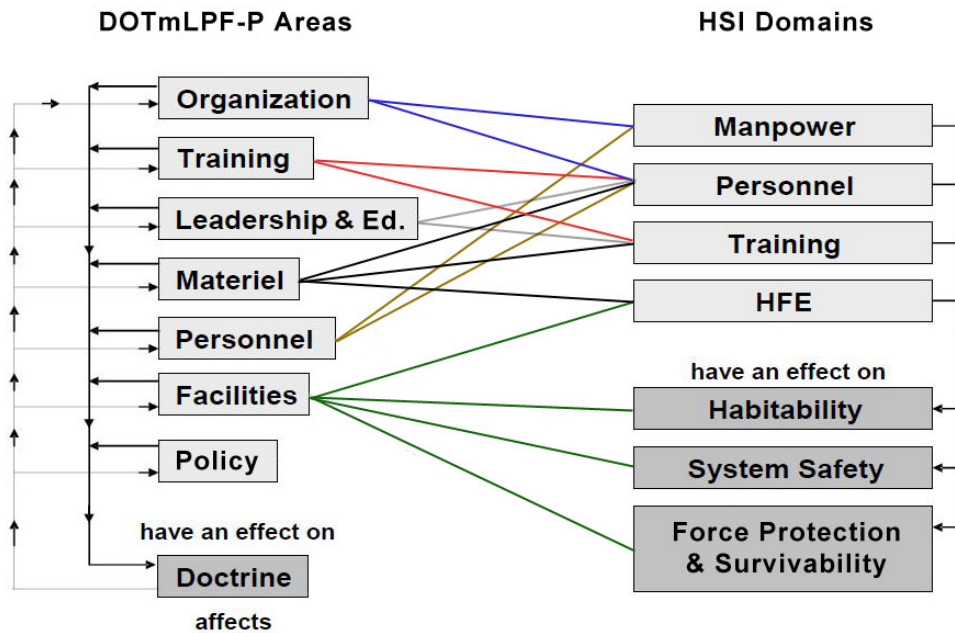 DOTmLPF-P Areas
HSI Domains
Organization
Training
Leadership & Ed.
Materiel
Personnel
Facilities
Policy
have an effect on
Doctrine
affects
Manpower
Personnel
Training
HFE
have an effect on
Habitability
System Safety
Force Protection
& Survivability